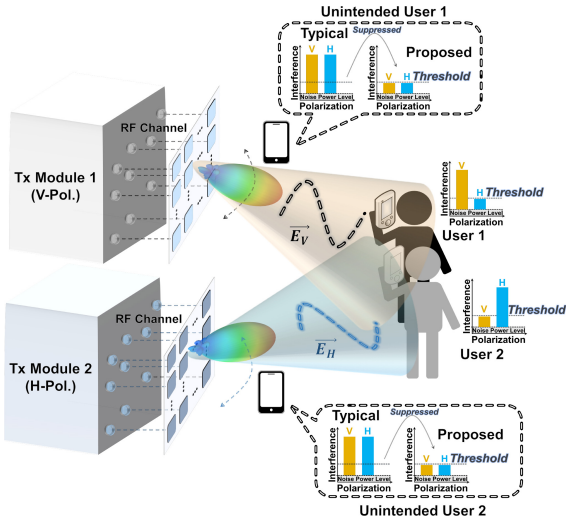 Unintended User 1
Typical
Suppressed
Proposed
Interference
V
H
Noise Power Level
Polarization
Interference
V
H
Threshold
Noise Power Level
Polarization
RF Channel
Tx Module 1
(V-Pol.)
E_V
Interference
V
H
Threshold
Noise Power Level
Polarization
User 1
RF Channel
Tx Module 2
(H-Pol.)
E_H
Interference
V
H
Threshold
Noise Power Level
Polarization
User 2
Typical
Suppressed
Proposed
Interference
V
H
Noise Power Level
Polarization
Interference
V
H
Threshold
Noise Power Level
Polarization
Unintended User 2